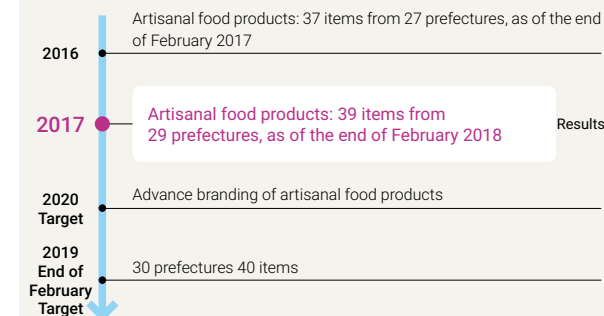 Artisanal food products: 37 items from 27 prefectures, as of the end
of February 2017
2016
2017
Artisanal food products: 39 items from
29 prefectures, as of the end of February 2018
Results
2020
Target
Advance branding of artisanal food products
2019
End of
February
Target
30 prefectures 40 items